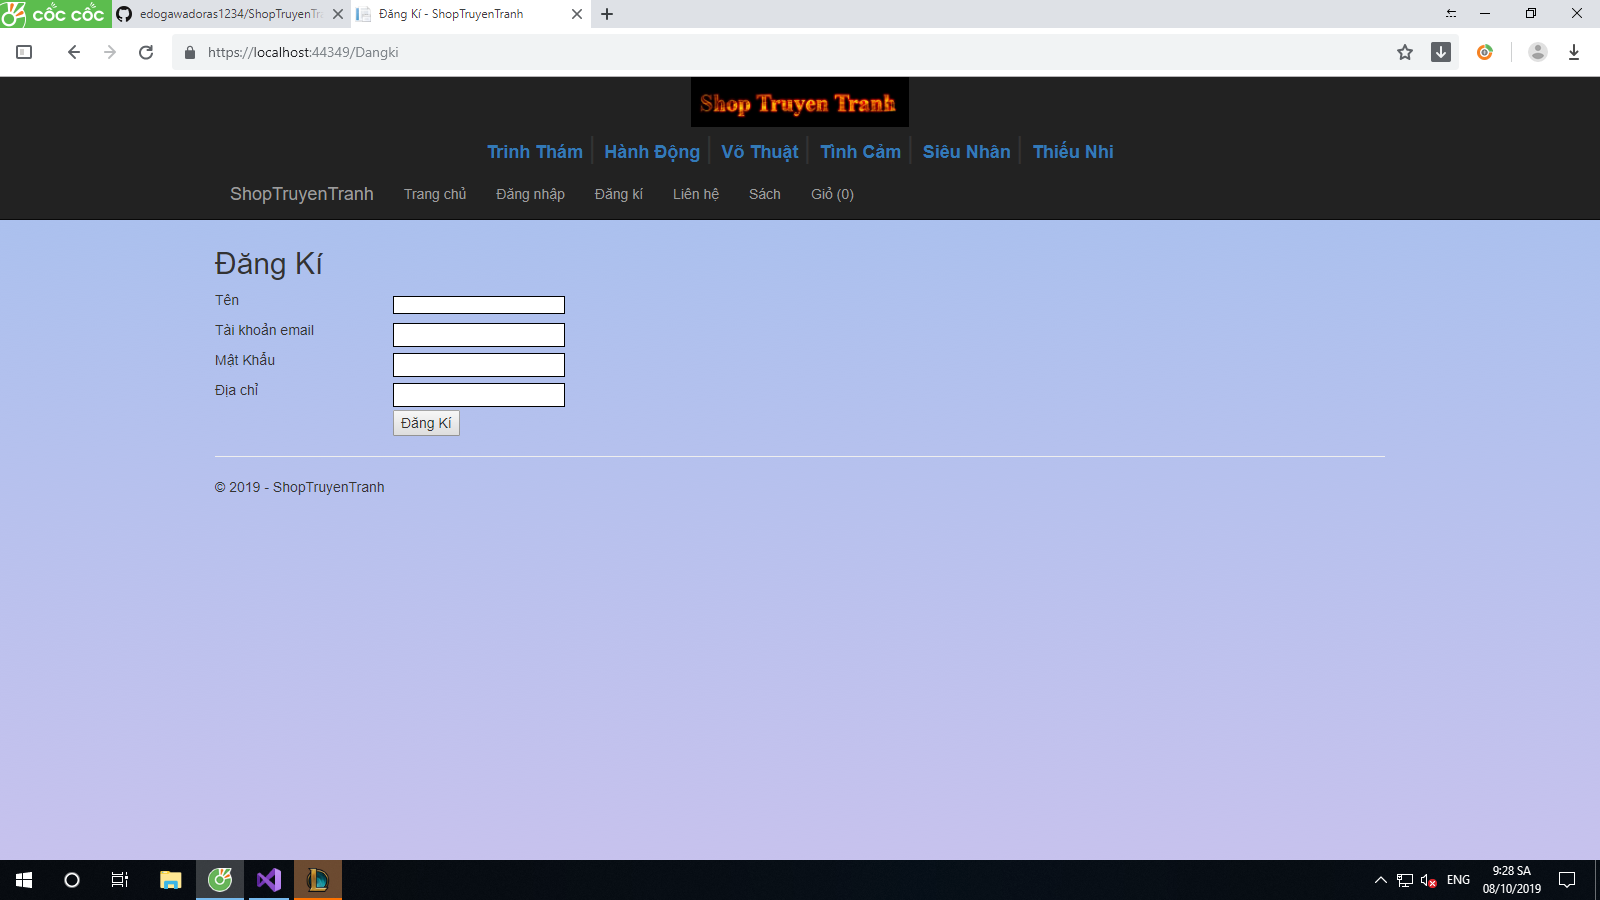 cốc cốc
edogawadoras1234/ShopTruyenTr
Đăng Kí - ShopTruyenTranh
https://localhost:44349/Dangki
Shop Truyen Tranh
Trinh Thám
Hành Động
Võ Thuật
Tình Cảm
Siêu Nhân
Thiếu Nhi
ShopTruyenTranh
Trang chủ
Đăng nhập
Đăng kí
Liên hệ
Sách
Giỏ (0)
Đăng Kí
Tên
Tài khoản email
Mật Khẩu
Địa chỉ
Đăng Kí
© 2019 - ShopTruyenTranh
ENG
9:28 SA
08/10/2019